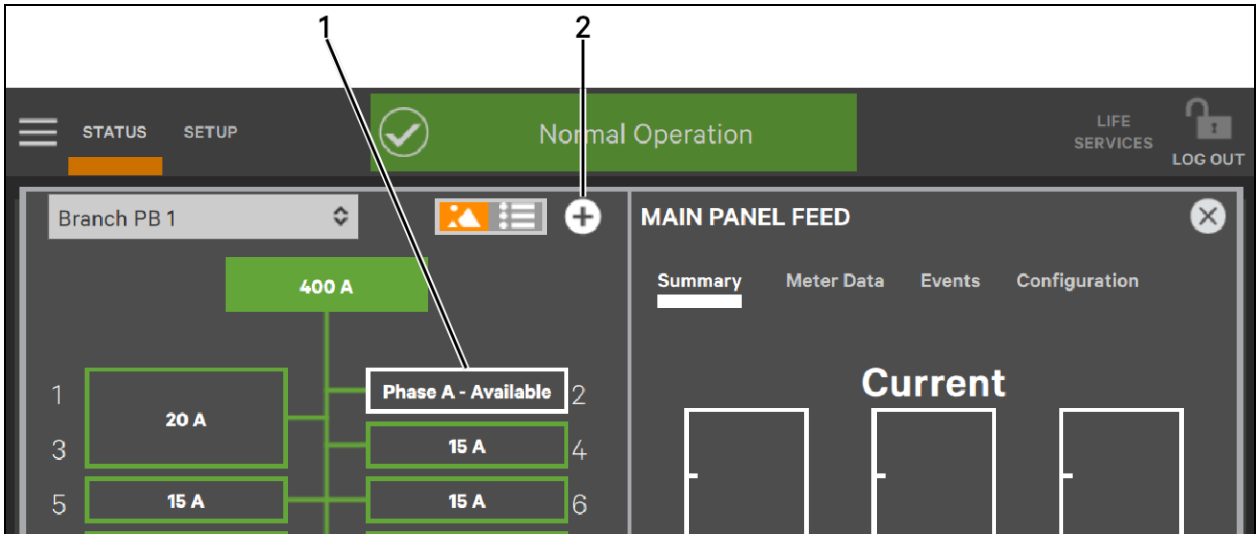 1 2
STATUS SETUP
Normal Operation
LIFE
SERVICES
LOG OUT
Branch PB 1
400 A
1
20 A
3
5
15 A
Phase A - Available
2
15 A
4
15 A
6
MAIN PANEL FEED
Summary Meter Data Events Configuration
Current